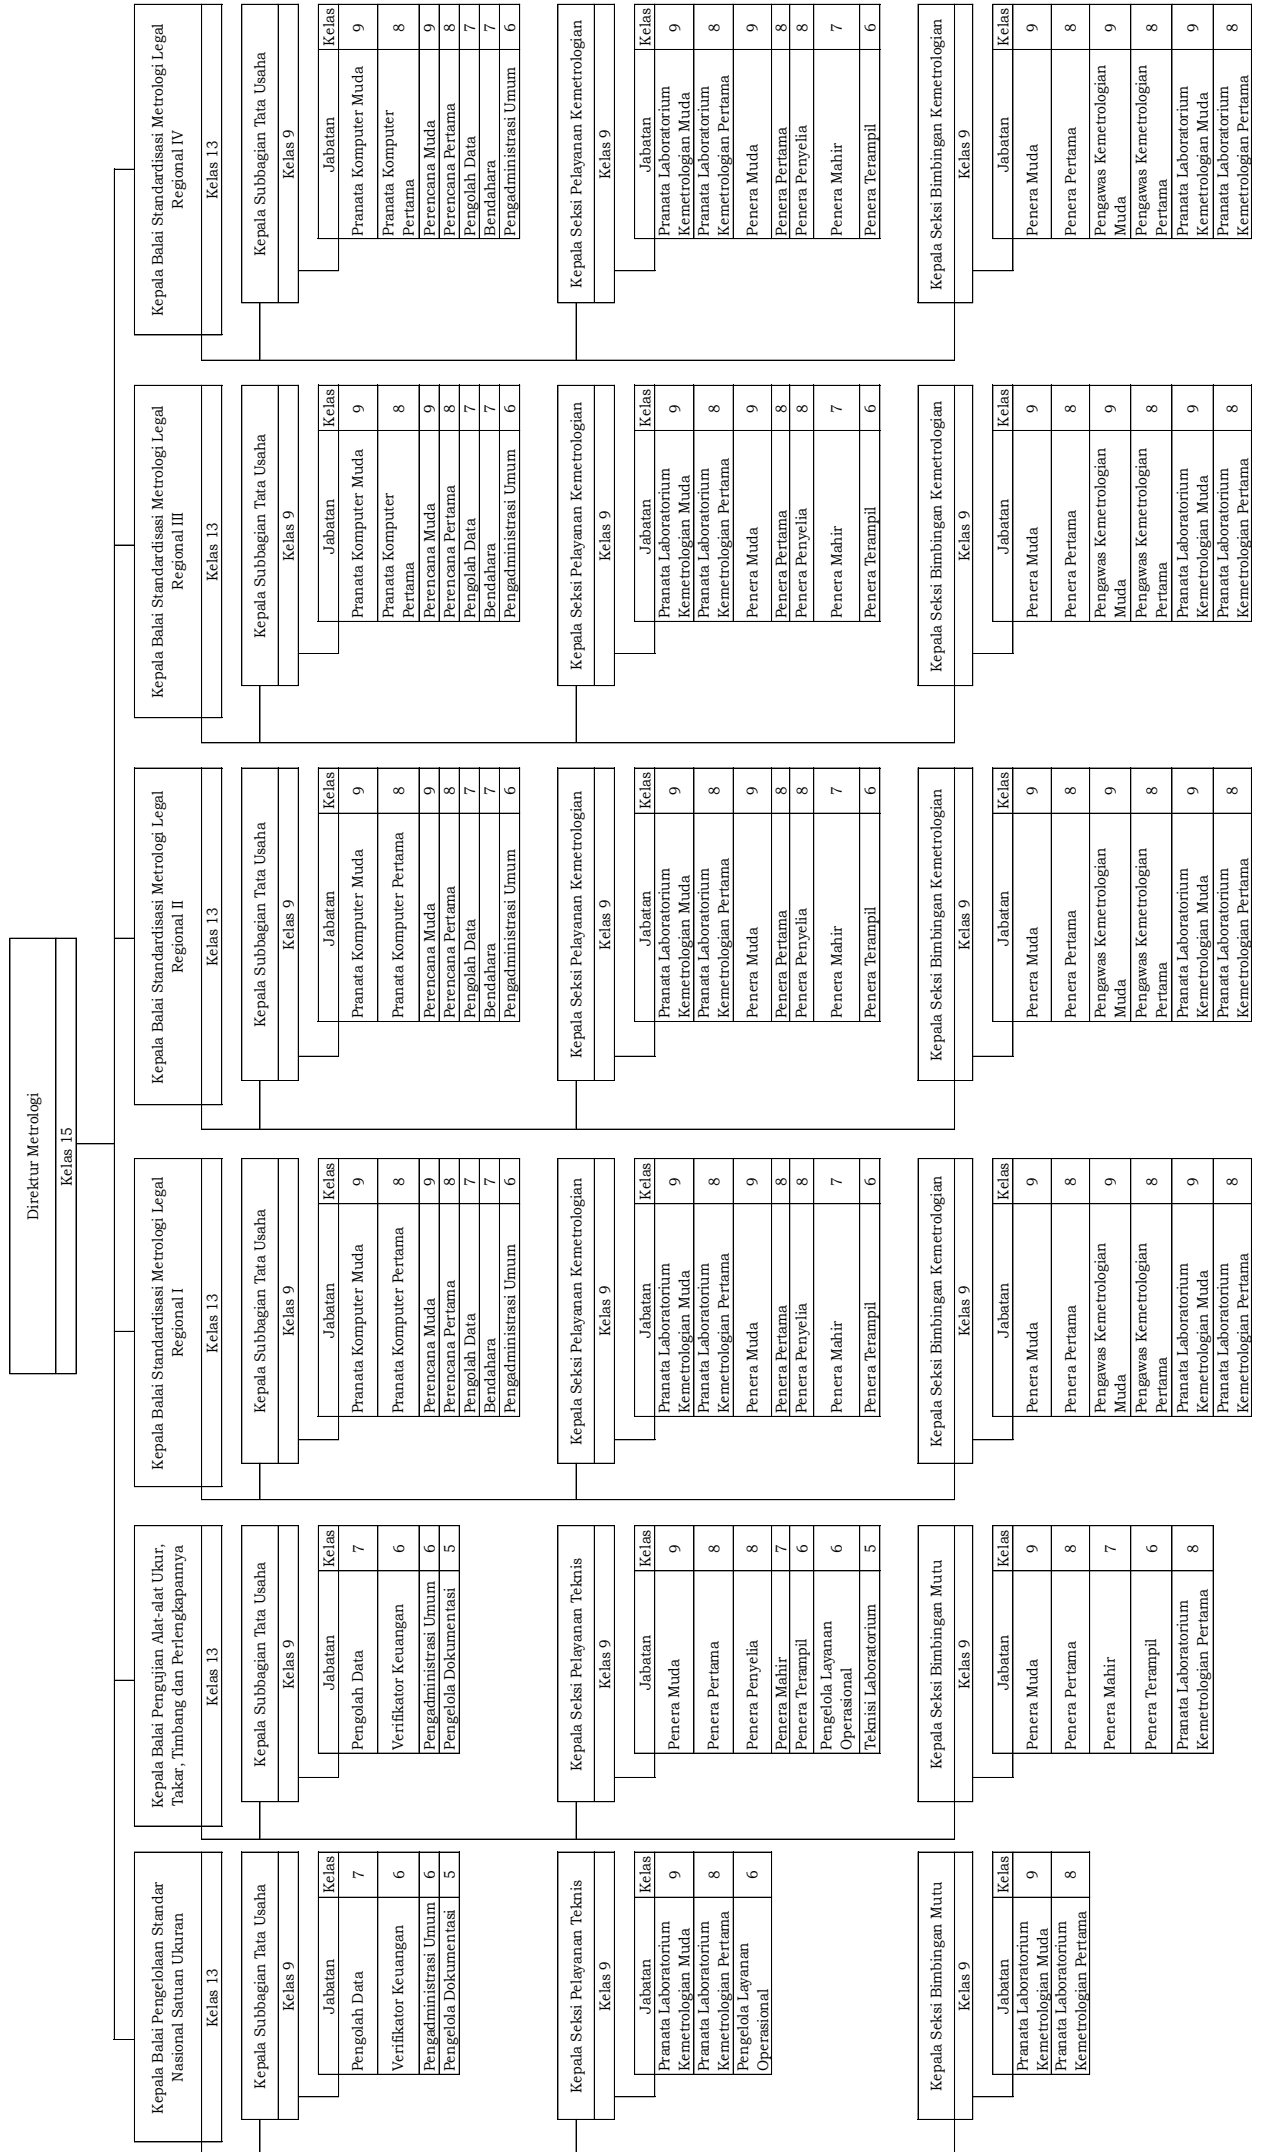 Direktur Metrologi
Kelas 15
Kepala Balai Pengelolaan Standar
Nasional Satuan Ukuran
Kelas 13
Kepala Subbagian Tata Usaha
Kelas 9
Jabatan Kelas
Pengolah Data 7
Verifikator Keuangan 6
Pengadministrasi Umum 6
Pengelola Dokumentasi 5
Kepala Seksi Pelayanan Teknis
Kelas 9
Jabatan Kelas
Pranata Laboratorium
Kemetrologian Muda 9
Pranata Laboratorium
Kemetrologian Pertama 8
Pengelola Layanan
Operasional 6
Kepala Seksi Bimbingan Mutu
Kelas 9
Jabatan Kelas
Pranata Laboratorium
Kemetrologian Muda 9
Pranata Laboratorium
Kemetrologian Pertama 8
Kepala Balai Pengujian Alat-alat Ukur,
Takar, Timbang dan Perlengkapannya
Kelas 13
Kepala Subbagian Tata Usaha
Kelas 9
Jabatan Kelas
Pengolah Data 7
Verifikator Keuangan 6
Pengadministrasi Umum 6
Pengelola Dokumentasi 5
Kepala Seksi Pelayanan Teknis
Kelas 9
Jabatan Kelas
Penera Muda 9
Penera Pertama 8
Penera Penyelia 8
Penera Mahir 7
Penera Terampil 6
Pengelola Layanan
Operasional 6
Teknisi Laboratorium 5
Kepala Seksi Bimbingan Mutu
Kelas 9
Jabatan Kelas
Penera Muda 9
Penera Pertama 8
Penera Mahir 7
Penera Terampil 6
Pranata Laboratorium
Kemetrologian Pertama 8
Kepala Balai Standardisasi Metrologi Legal
Regional I
Kelas 13
Kepala Subbagian Tata Usaha
Kelas 9
Jabatan Kelas
Pranata Komputer Muda 9
Pranata Komputer Pertama 8
Perencana Muda 9
Perencana Pertama 8
Pengolah Data 7
Bendahara 7
Pengadministrasi Umum 6
Kepala Seksi Pelayanan Kemetrologian
Kelas 9
Jabatan Kelas
Pranata Laboratorium
Kemetrologian Muda 9
Pranata Laboratorium
Kemetrologian Pertama 8
Penera Muda 9
Penera Pertama 8
Penera Penyelia 8
Penera Mahir 7
Penera Terampil 6
Kepala Seksi Bimbingan Kemetrologian
Kelas 9
Jabatan Kelas
Penera Muda 9
Penera Pertama 8
Pengawas Kemetrologian
Muda 9
Pengawas Kemetrologian
Pertama 8
Pranata Laboratorium
Kemetrologian Muda 9
Pranata Laboratorium
Kemetrologian Pertama 8
Kepala Balai Standardisasi Metrologi Legal
Regional II
Kelas 13
Kepala Subbagian Tata Usaha
Kelas 9
Jabatan Kelas
Pranata Komputer Muda 9
Pranata Komputer Pertama 8
Perencana Muda 9
Perencana Pertama 8
Pengolah Data 7
Bendahara 7
Pengadministrasi Umum 6
Kepala Seksi Pelayanan Kemetrologian
Kelas 9
Jabatan Kelas
Pranata Laboratorium
Kemetrologian Muda 9
Pranata Laboratorium
Kemetrologian Pertama 8
Penera Muda 9
Penera Pertama 8
Penera Penyelia 8
Penera Mahir 7
Penera Terampil 6
Kepala Seksi Bimbingan Kemetrologian
Kelas 9
Jabatan Kelas
Penera Muda 9
Penera Pertama 8
Pengawas Kemetrologian
Muda 9
Pengawas Kemetrologian
Pertama 8
Pranata Laboratorium
Kemetrologian Muda 9
Pranata Laboratorium
Kemetrologian Pertama 8
Kepala Balai Standardisasi Metrologi Legal
Regional III
Kelas 13
Kepala Subbagian Tata Usaha
Kelas 9
Jabatan Kelas
Pranata Komputer Muda 9
Pranata Komputer
Pertama 8
Perencana Muda 9
Perencana Pertama 8
Pengolah Data 7
Bendahara 7
Pengadministrasi Umum 6
Kepala Seksi Pelayanan Kemetrologian
Kelas 9
Jabatan Kelas
Pranata Laboratorium
Kemetrologian Muda 9
Pranata Laboratorium
Kemetrologian Pertama 8
Penera Muda 9
Penera Pertama 8
Penera Penyelia 8
Penera Mahir 7
Penera Terampil 6
Kepala Seksi Bimbingan Kemetrologian
Kelas 9
Jabatan Kelas
Penera Muda 9
Penera Pertama 8
Pengawas Kemetrologian
Muda 9
Pengawas Kemetrologian
Pertama 8
Pranata Laboratorium
Kemetrologian Muda 9
Pranata Laboratorium
Kemetrologian Pertama 8
Kepala Balai Standardisasi Metrologi Legal
Regional IV
Kelas 13
Kepala Subbagian Tata Usaha
Kelas 9
Jabatan Kelas
Pranata Komputer Muda 9
Pranata Komputer
Pertama 8
Perencana Muda 9
Perencana Pertama 8
Pengolah Data 7
Bendahara 7
Pengadministrasi Umum 6
Kepala Seksi Pelayanan Kemetrologian
Kelas 9
Jabatan Kelas
Pranata Laboratorium
Kemetrologian Muda 9
Pranata Laboratorium
Kemetrologian Pertama 8
Penera Muda 9
Penera Pertama 8
Penera Penyelia 8
Penera Mahir 7
Penera Terampil 6
Kepala Seksi Bimbingan Kemetrologian
Kelas 9
Jabatan Kelas
Penera Muda 9
Penera Pertama 8
Pengawas Kemetrologian
Muda 9
Pengawas Kemetrologian
Pertama 8
Pranata Laboratorium
Kemetrologian Muda 9
Pranata Laboratorium
Kemetrologian Pertama 8